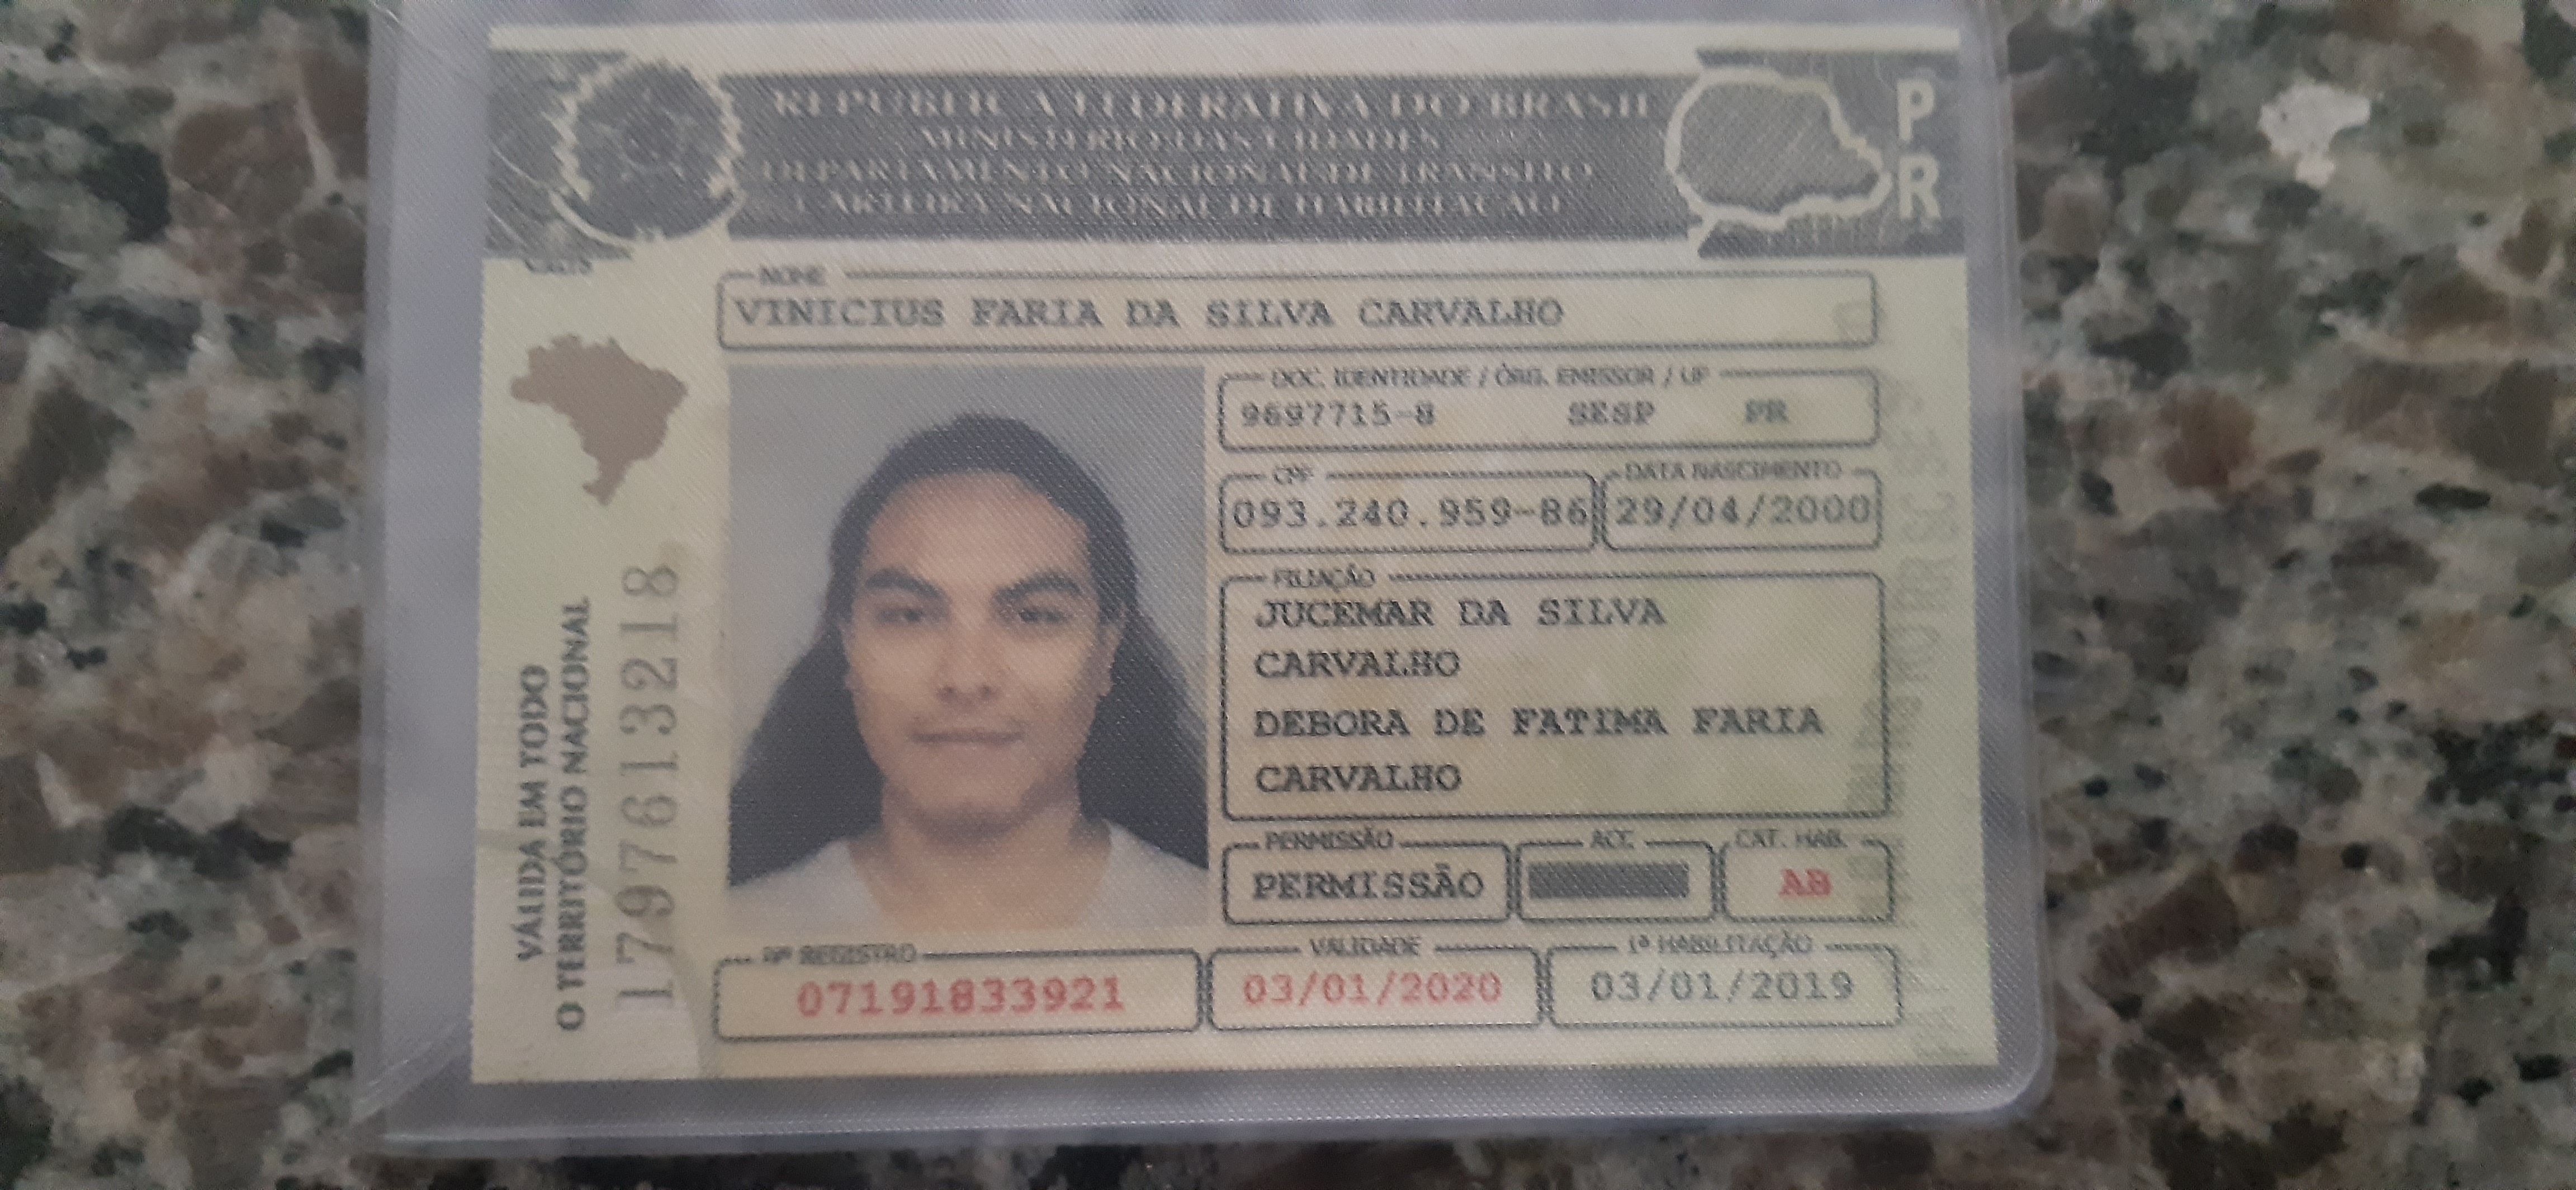 REPÚBLICA FEDERATIVA DO BRASIL
MINISTÉRIO DAS CIDADES
DEPARTAMENTO NACIONAL DE TRÂNSITO
CARTEIRA NACIONAL DE HABILITAÇÃO
PR
NOME
VINICIUS FARIA DA SILVA CARVALHO
DOC. IDENTIDADE / ÓRG. EMISSOR / UF
9697715-8 SESP PR
CPF
093.240.959-86
DATA NASCIMENTO
29/04/2000
FILIAÇÃO
JUCEMAR DA SILVA
CARVALHO
DEBORA DE FATIMA FARIA
CARVALHO
PERMISSÃO
PERMISSÃO
ACC
CAT. HAB.
AB
Nº REGISTRO
07191833921
VALIDADE
03/01/2020
1ª HABILITAÇÃO
03/01/2019
VÁLIDA EM TODO
O TERRITÓRIO NACIONAL
1797613218